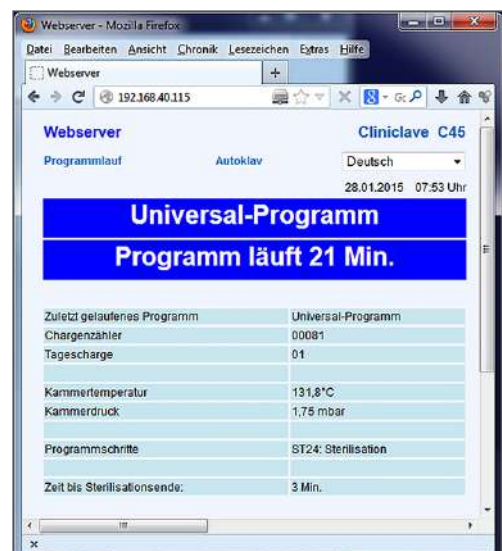 Webserver - Mozilla Firefox
Datei Bearbeiten Ansicht Chronik Lesezeichen Extras Hilfe
Webserver
192.168.40.115
Webserver Cliniclave C45
Programmlauf Autoklav Deutsch
28.01.2015 07:53 Uhr
Universal-Programm
Programm läuft 21 Min.
Zuletzt gelaufenes Programm Universal-Programm
Chargenzähler 00081
Tagescharge 01
Kammertemperatur 131,8°C
Kammerdruck 1,75 mbar
Programmschritte ST24: Sterilisation
Zeit bis Sterilisationsende: 3 Min.